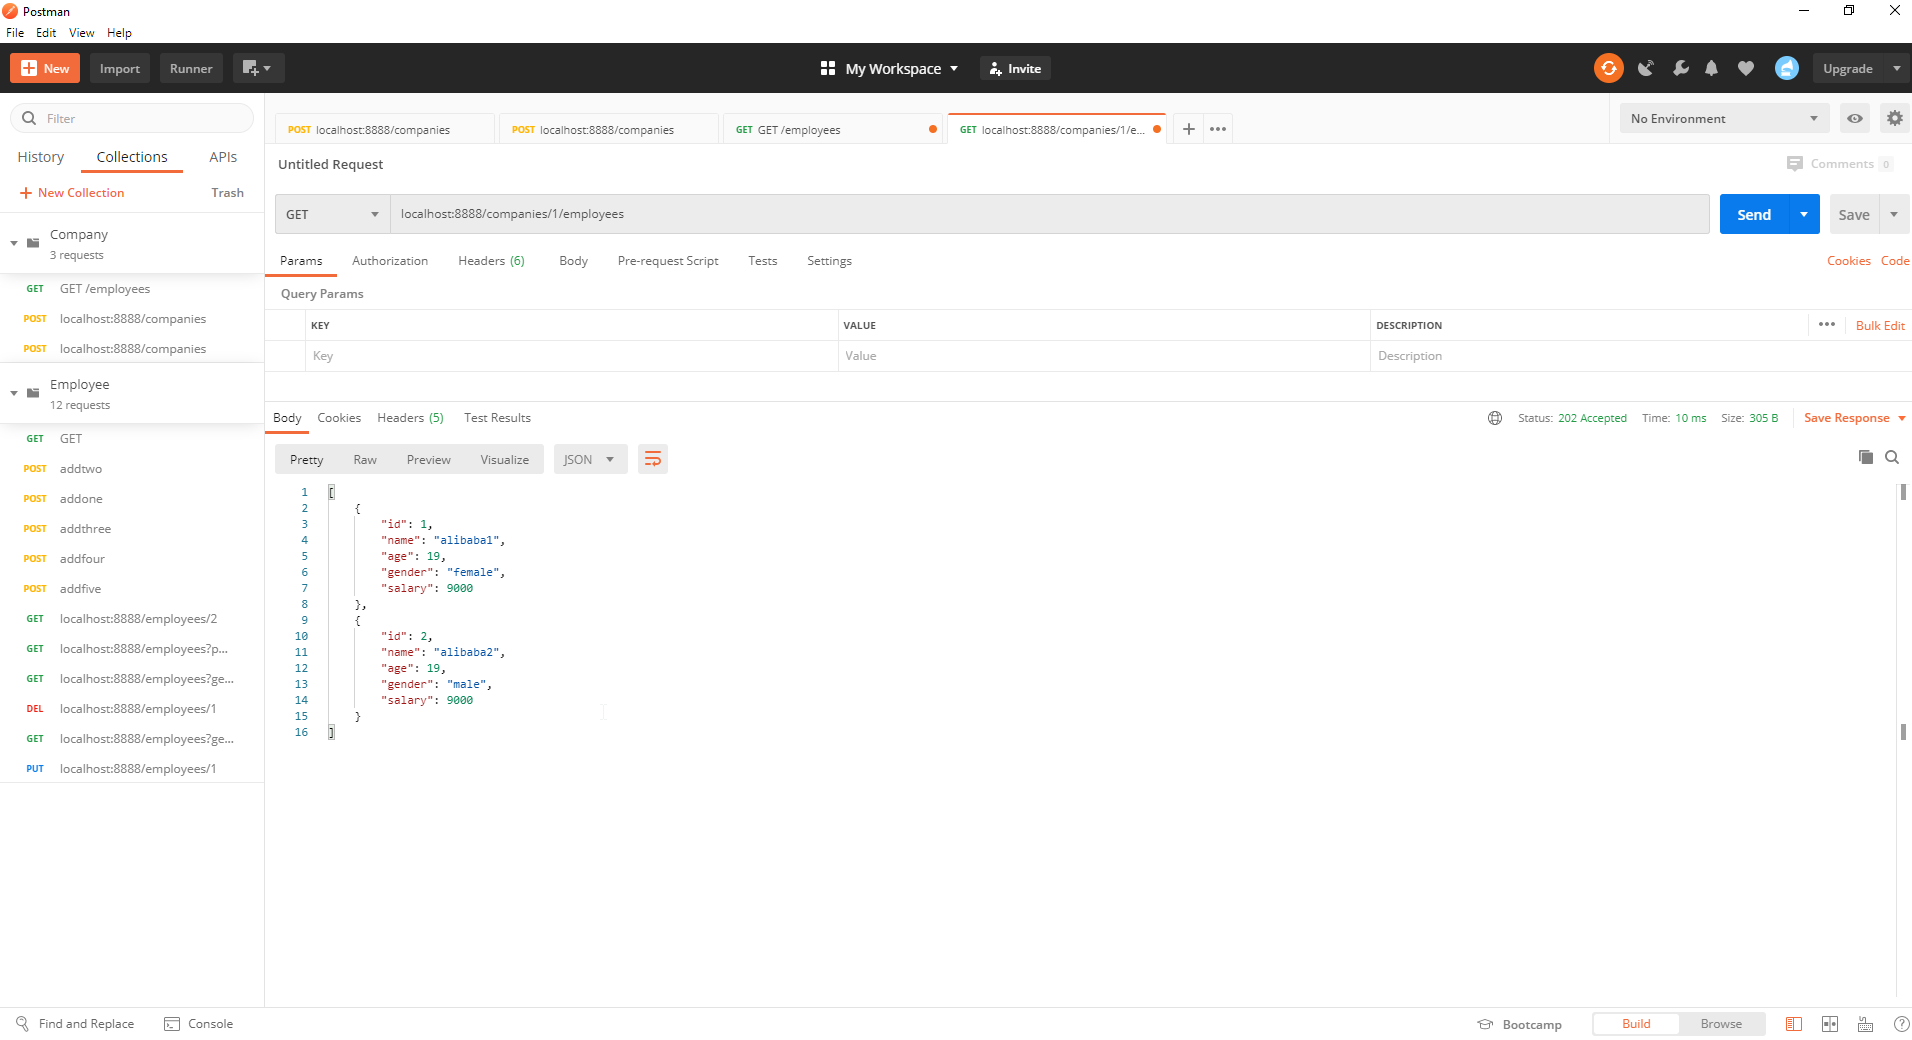 Postman
File Edit View Help
New Import Runner My Workspace Invite Upgrade
Filter
History Collections APIs
New Collection Trash
Company
3 requests
GET GET /employees
POST localhost:8888/companies
POST localhost:8888/companies
Employee
12 requests
GET GET
POST addtwo
POST addone
POST addthree
POST addfour
POST addfive
GET localhost:8888/employees/2
GET localhost:8888/employees?p...
GET localhost:8888/employees?ge...
DEL localhost:8888/employees/1
GET localhost:8888/employees?ge...
PUT localhost:8888/employees/1
POST localhost:8888/companies POST localhost:8888/companies GET GET /employees GET localhost:8888/companies/1/e... No Environment
Untitled Request Comments 0
GET localhost:8888/companies/1/employees Send Save
Params Authorization Headers (6) Body Pre-request Script Tests Settings Cookies Code
Query Params
KEY VALUE DESCRIPTION Bulk Edit
Key Value Description
Body Cookies Headers (5) Test Results Status: 202 Accepted Time: 10 ms Size: 305 B Save Response
Pretty Raw Preview Visualize JSON
1 [
2 {
3 "id": 1,
4 "name": "alibaba1",
5 "age": 19,
6 "gender": "female",
7 "salary": 9000
8 },
9 {
10 "id": 2,
11 "name": "alibaba2",
12 "age": 19,
13 "gender": "male",
14 "salary": 9000
15 }
16 ]
Find and Replace Console Bootcamp Build Browse